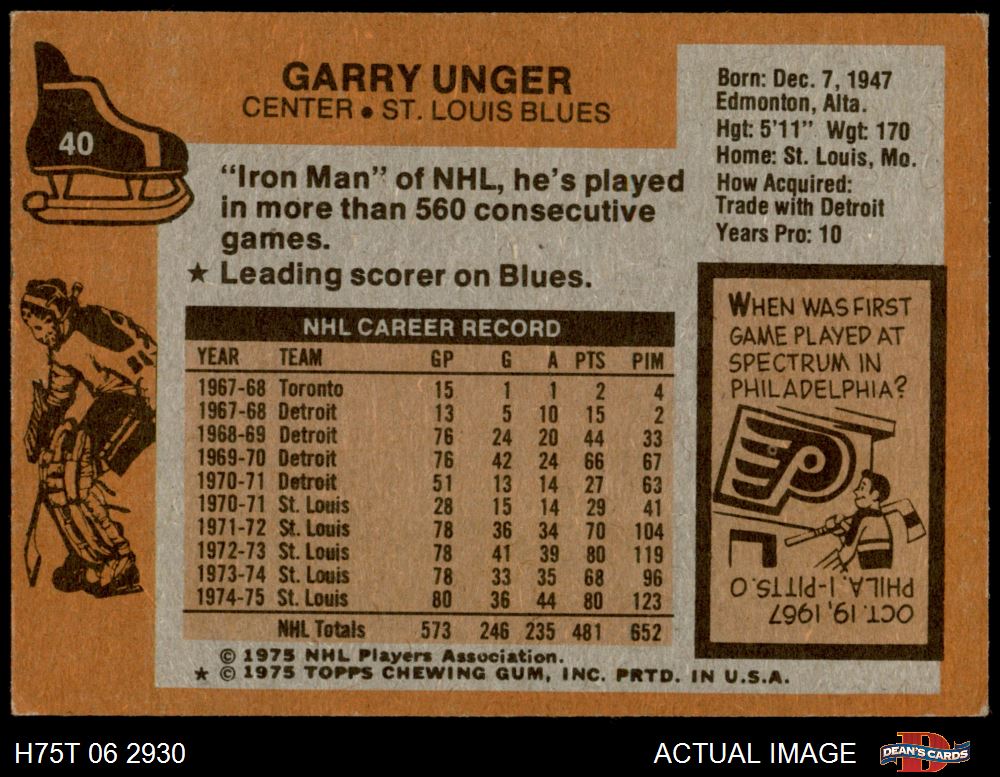 40
GARRY UNGER
CENTER • ST. LOUIS BLUES
Born: Dec. 7, 1947
Edmonton, Alta.
Hgt: 5'11" Wgt: 170
Home: St. Louis, Mo.
How Acquired:
Trade with Detroit
Years Pro: 10
"Iron Man" of NHL, he's played
in more than 560 consecutive
games.
★ Leading scorer on Blues.
NHL CAREER RECORD
YEAR TEAM GP G A PTS PIM
1967-68 Toronto 15 1 1 2 4
1967-68 Detroit 13 5 10 15 2
1968-69 Detroit 76 24 20 44 33
1969-70 Detroit 76 42 24 66 67
1970-71 Detroit 51 13 14 27 63
1970-71 St. Louis 28 15 14 29 41
1971-72 St. Louis 78 36 34 70 104
1972-73 St. Louis 78 41 39 80 119
1973-74 St. Louis 78 33 35 68 96
1974-75 St. Louis 80 36 44 80 123
NHL Totals 573 246 235 481 652
© 1975 NHL Players Association.
★ © 1975 TOPPS CHEWING GUM, INC. PRTD. IN U.S.A.
WHEN WAS FIRST
GAME PLAYED AT
SPECTRUM IN
PHILADELPHIA?
P
OCT. 19, 1967
PHILA. 1-PITTS. 0
H75T 06 2930
ACTUAL IMAGE
D
DEAN'S CARDS